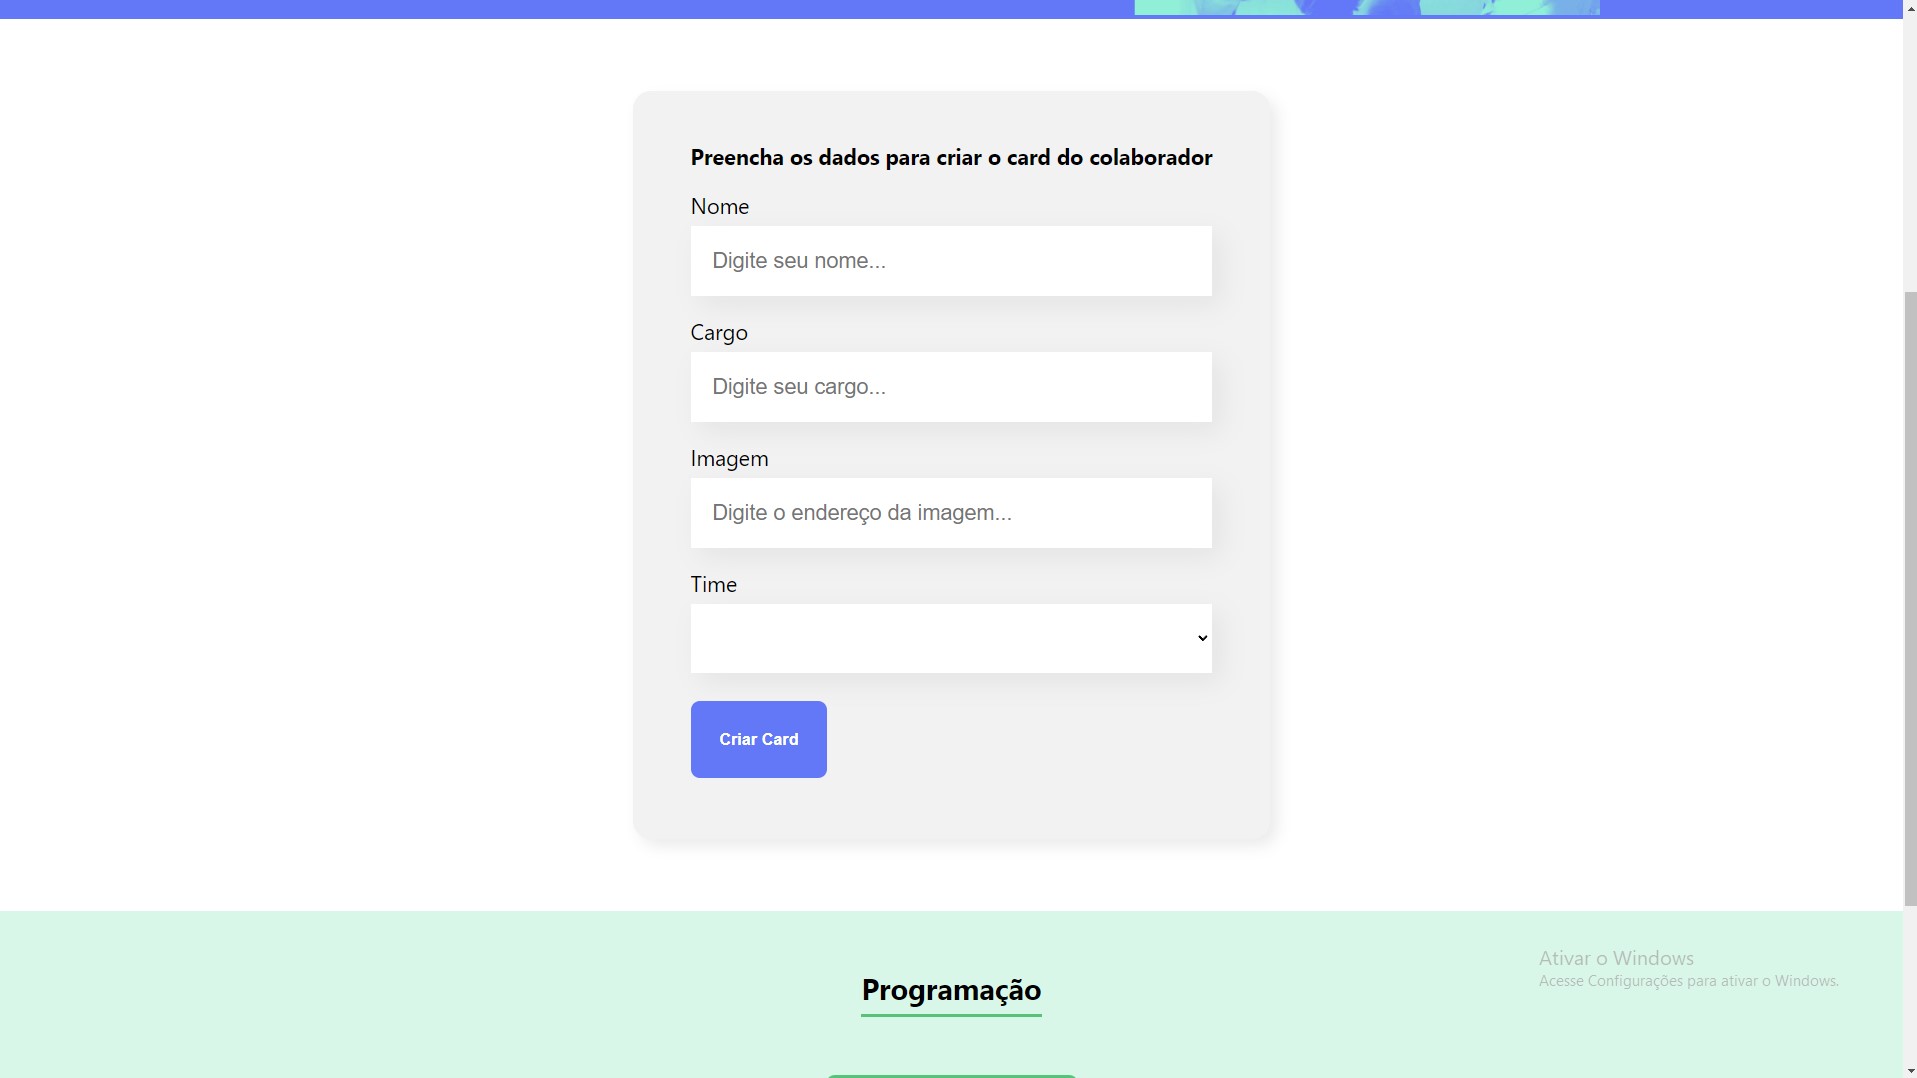 Preencha os dados para criar o card do colaborador
Nome
Digite seu nome...
Cargo
Digite seu cargo...
Imagem
Digite o endereço da imagem...
Time
Criar Card
Ativar o Windows
Acesse Configurações para ativar o Windows.
Programação